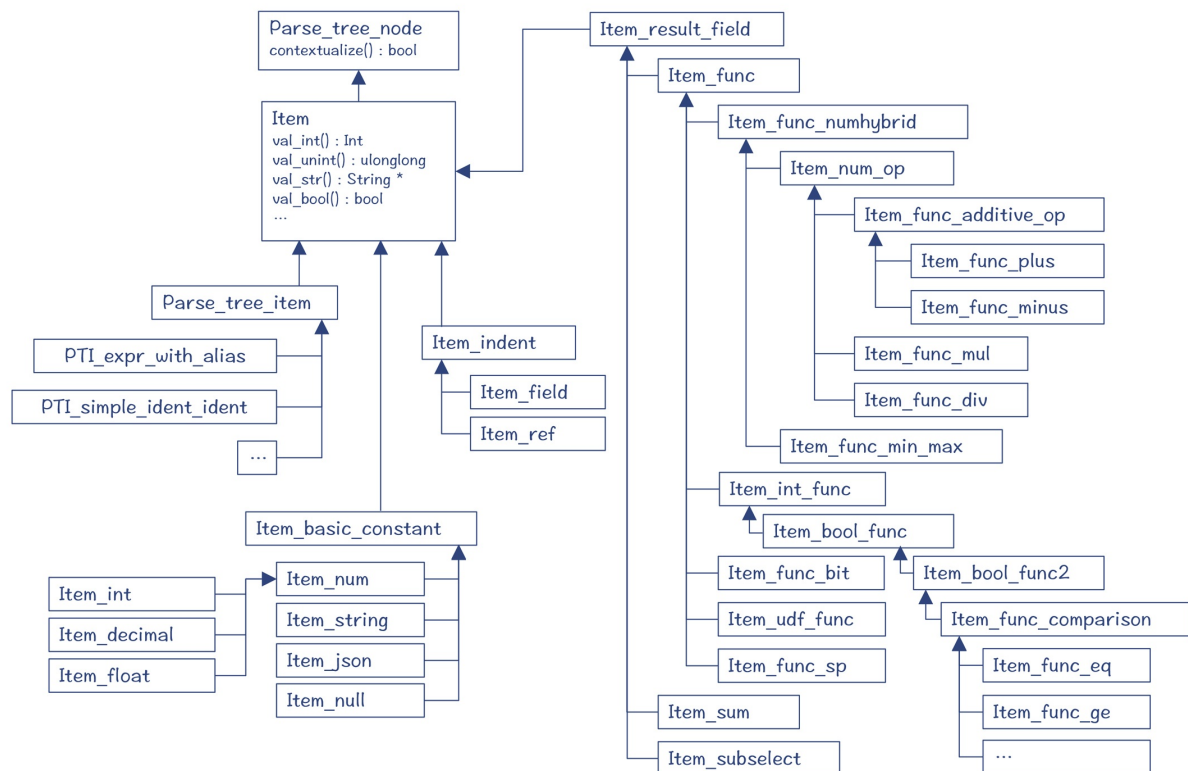 Parse_tree_node
contextualize() : bool
Item
val_int() : Int
val_unint() : ulonglong
val_str() : String *
val_bool() : bool
...
Parse_tree_item
PTI_expr_with_alias
PTI_simple_ident_ident
...
Item_indent
Item_field
Item_ref
Item_basic_constant
Item_num
Item_string
Item_json
Item_null
Item_int
Item_decimal
Item_float
Item_result_field
Item_func
Item_func_numhybrid
Item_num_op
Item_func_additive_op
Item_func_plus
Item_func_minus
Item_func_mul
Item_func_div
Item_func_min_max
Item_int_func
Item_bool_func
Item_bool_func2
Item_func_comparison
Item_func_eq
Item_func_ge
...
Item_func_bit
Item_udf_func
Item_func_sp
Item_sum
Item_subselect